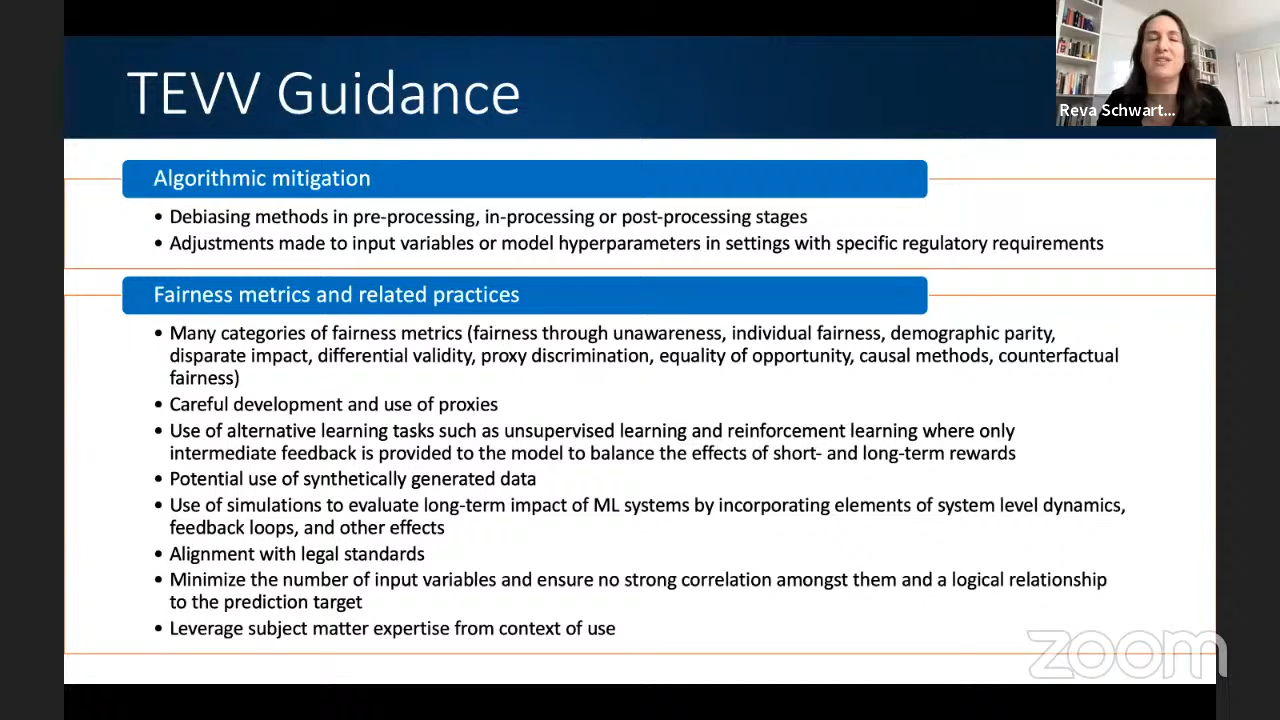 TEVV Guidance
Reva Schwart...
Algorithmic mitigation
• Debiasing methods in pre-processing, in-processing or post-processing stages
• Adjustments made to input variables or model hyperparameters in settings with specific regulatory requirements
Fairness metrics and related practices
• Many categories of fairness metrics (fairness through unawareness, individual fairness, demographic parity,
disparate impact, differential validity, proxy discrimination, equality of opportunity, causal methods, counterfactual
fairness)
• Careful development and use of proxies
• Use of alternative learning tasks such as unsupervised learning and reinforcement learning where only
intermediate feedback is provided to the model to balance the effects of short- and long-term rewards
• Potential use of synthetically generated data
• Use of simulations to evaluate long-term impact of ML systems by incorporating elements of system level dynamics,
feedback loops, and other effects
• Alignment with legal standards
• Minimize the number of input variables and ensure no strong correlation amongst them and a logical relationship
to the prediction target
• Leverage subject matter expertise from context of use
zoom